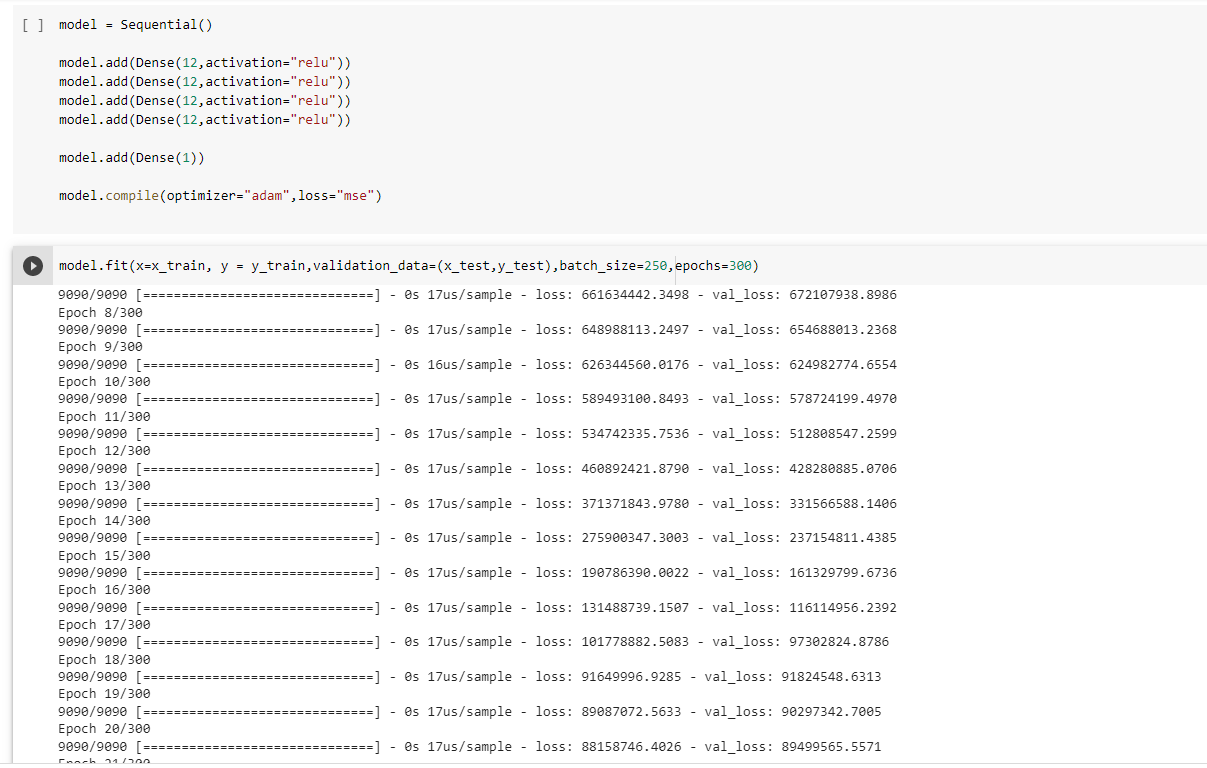 [ ] model = Sequential()
model.add(Dense(12,activation="relu"))
model.add(Dense(12,activation="relu"))
model.add(Dense(12,activation="relu"))
model.add(Dense(12,activation="relu"))
model.add(Dense(1))
model.compile(optimizer="adam",loss="mse")
model.fit(x=x_train, y = y_train,validation_data=(x_test,y_test),batch_size=250,epochs=300)
9090/9090 [==============================] - 0s 17us/sample - loss: 661634442.3498 - val_loss: 672107938.8986
Epoch 8/300
9090/9090 [==============================] - 0s 17us/sample - loss: 648988113.2497 - val_loss: 654688013.2368
Epoch 9/300
9090/9090 [==============================] - 0s 16us/sample - loss: 626344560.0176 - val_loss: 624982774.6554
Epoch 10/300
9090/9090 [==============================] - 0s 17us/sample - loss: 589493100.8493 - val_loss: 578724199.4970
Epoch 11/300
9090/9090 [==============================] - 0s 17us/sample - loss: 534742335.7536 - val_loss: 512808547.2599
Epoch 12/300
9090/9090 [==============================] - 0s 17us/sample - loss: 460892421.8790 - val_loss: 428280885.0706
Epoch 13/300
9090/9090 [==============================] - 0s 17us/sample - loss: 371371843.9780 - val_loss: 331566588.1406
Epoch 14/300
9090/9090 [==============================] - 0s 17us/sample - loss: 275900347.3003 - val_loss: 237154811.4385
Epoch 15/300
9090/9090 [==============================] - 0s 17us/sample - loss: 190786390.0022 - val_loss: 161329799.6736
Epoch 16/300
9090/9090 [==============================] - 0s 17us/sample - loss: 131488739.1507 - val_loss: 116114956.2392
Epoch 17/300
9090/9090 [==============================] - 0s 17us/sample - loss: 101778882.5083 - val_loss: 97302824.8786
Epoch 18/300
9090/9090 [==============================] - 0s 17us/sample - loss: 91649996.9285 - val_loss: 91824548.6313
Epoch 19/300
9090/9090 [==============================] - 0s 17us/sample - loss: 89087072.5633 - val_loss: 90297342.7005
Epoch 20/300
9090/9090 [==============================] - 0s 17us/sample - loss: 88158746.4026 - val_loss: 89499565.5571
Epoch 21/300